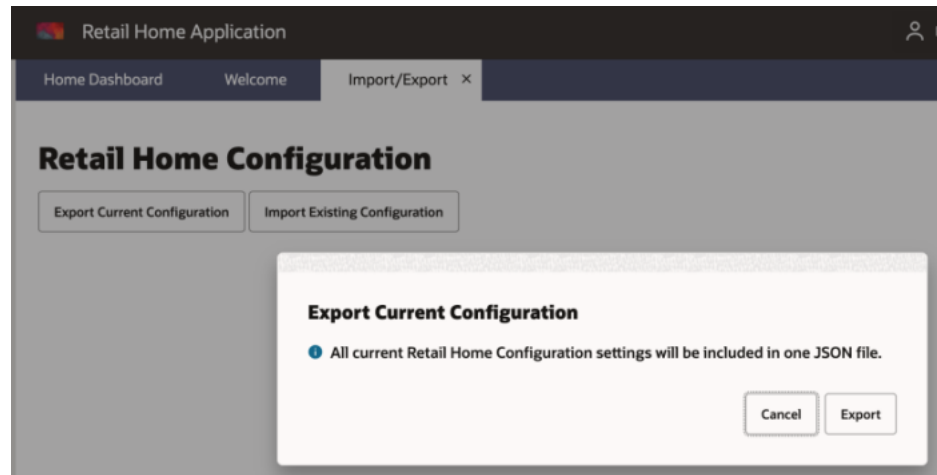 Retail Home Application
Home Dashboard Welcome Import/Export ×
Retail Home Configuration
Export Current Configuration Import Existing Configuration
Export Current Configuration
All current Retail Home Configuration settings will be included in one JSON file.
Cancel Export